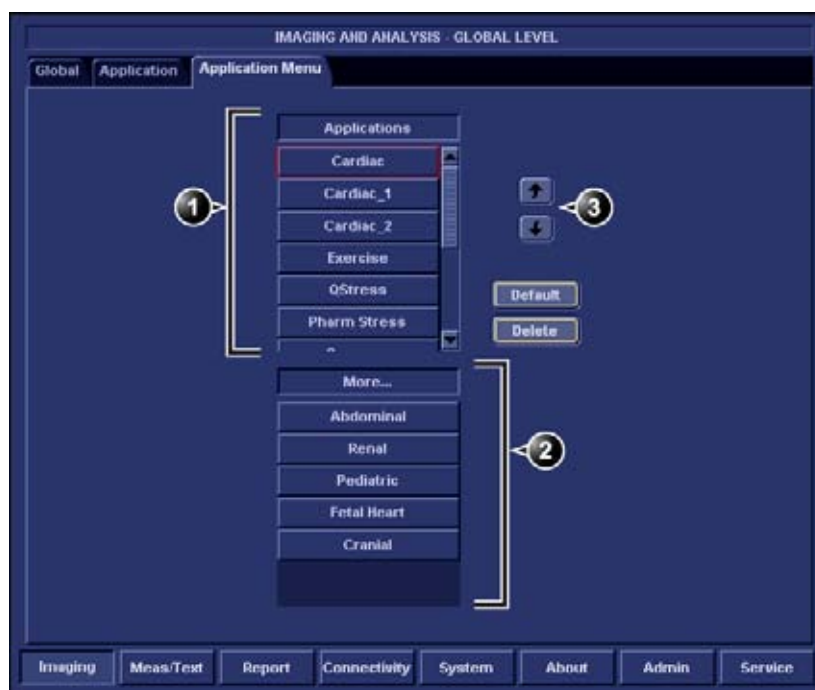 IMAGING AND ANALYSIS - GLOBAL LEVEL
Global Application Application Menu
Applications
Cardiac
Cardiac_1
Cardiac_2
Exercise
QStress
Pharm Stress
1
3
Default
Delete
More...
Abdominal
Renal
Pediatric
Fetal Heart
Cranial
2
Imaging Meas/Text Report Connectivity System About Admin Service